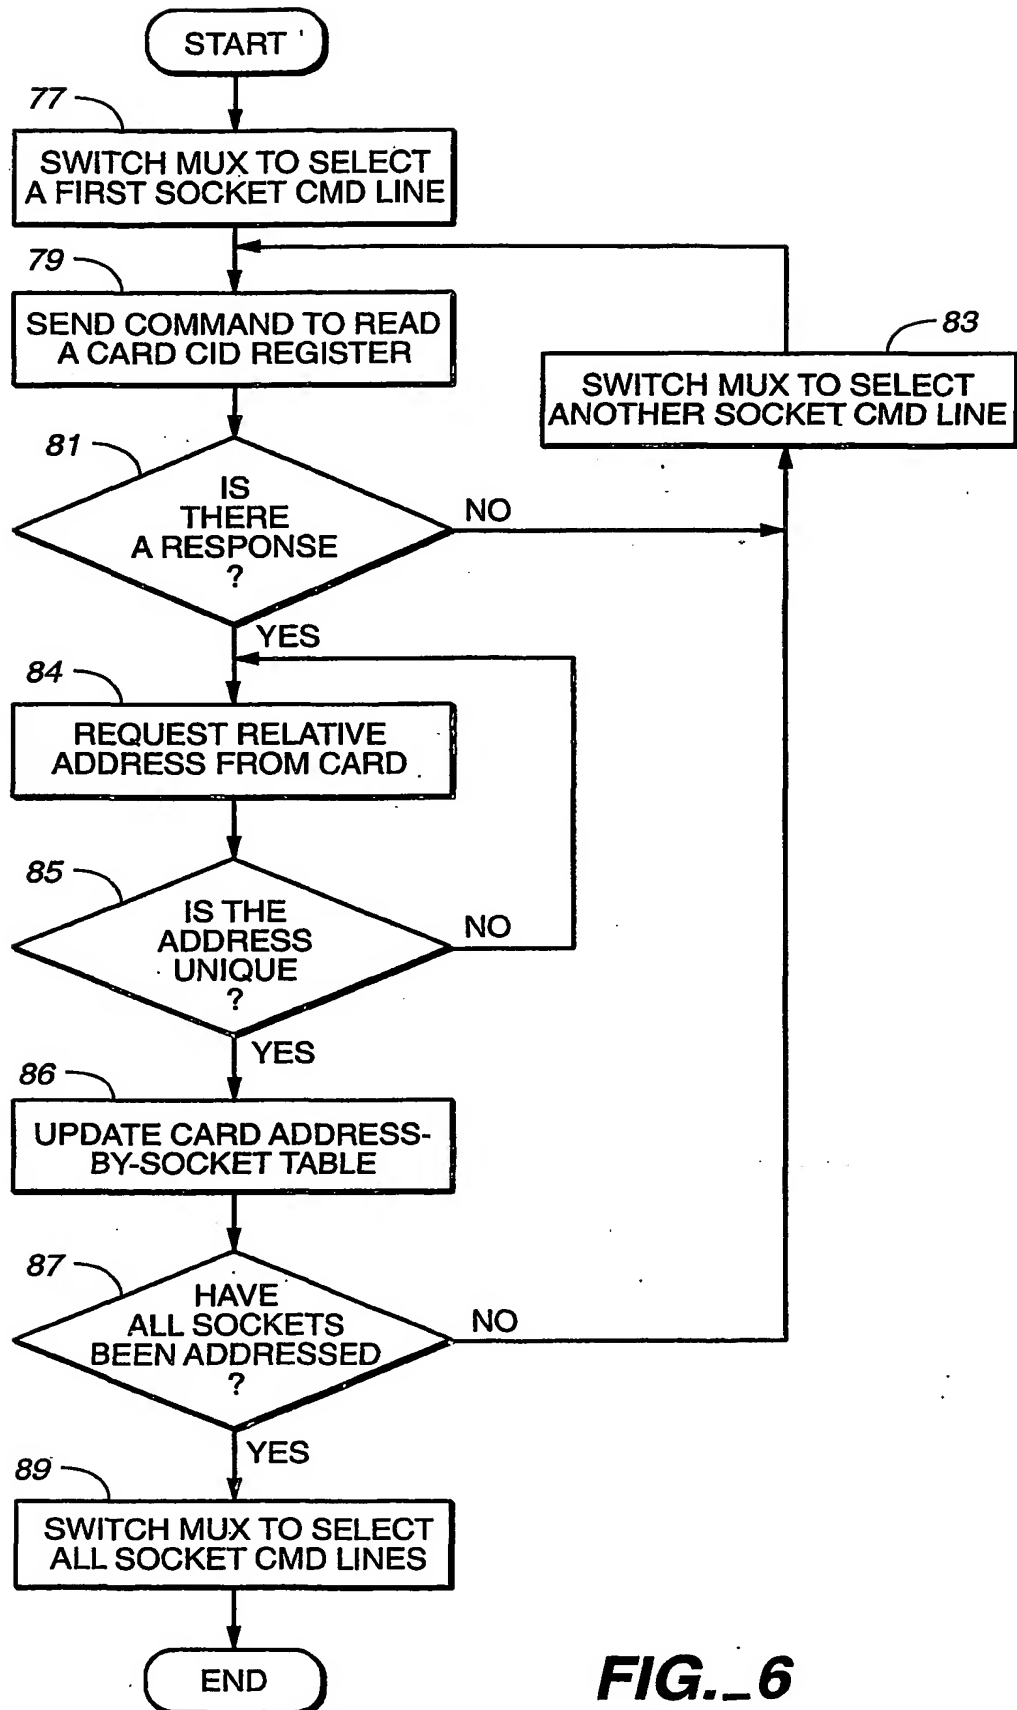 START
77
SWITCH MUX TO SELECT
A FIRST SOCKET CMD LINE
79
SEND COMMAND TO READ
A CARD CID REGISTER
83
SWITCH MUX TO SELECT
ANOTHER SOCKET CMD LINE
81
IS
THERE
A RESPONSE
?
NO
YES
84
REQUEST RELATIVE
ADDRESS FROM CARD
85
IS THE
ADDRESS
UNIQUE
?
NO
YES
86
UPDATE CARD ADDRESS-
BY-SOCKET TABLE
87
HAVE
ALL SOCKETS
BEEN ADDRESSED
?
NO
YES
89
SWITCH MUX TO SELECT
ALL SOCKET CMD LINES
END
FIG._6